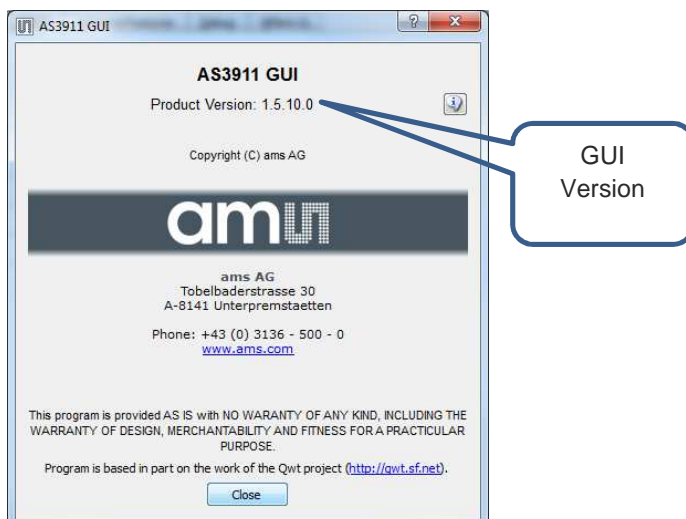 AS3911 GUI
AS3911 GUI
Product Version: 1.5.10.0
GUI
Version
Copyright (C) ams AG
am
ams AG
Tobelbaderstrasse 30
A-8141 Unterpremstaetten
Phone: +43 (0) 3136 - 500 - 0
www.ams.com
This program is provided AS IS with NO WARANTY OF ANY KIND, INCLUDING THE
WARRANTY OF DESIGN, MERCHANTABILITY AND FITNESS FOR A PRACTICULAR
PURPOSE.
Program is based in part on the work of the Qwt project (http://qwt.sf.net).
Close